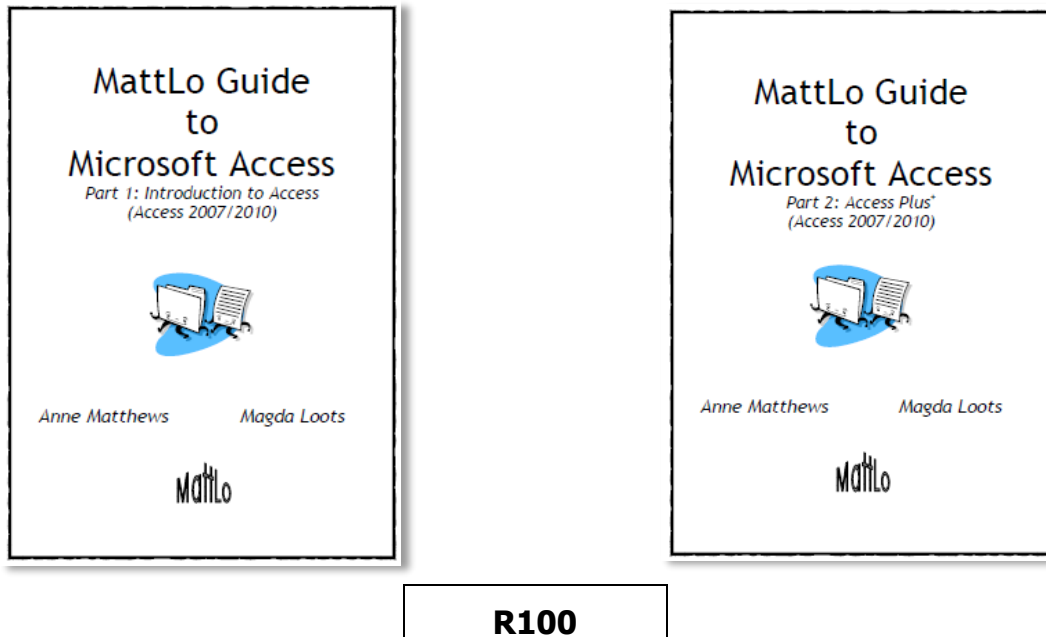 MattLo Guide
to
Microsoft Access
Part 1: Introduction to Access
(Access 2007/2010)
Anne Matthews Magda Loots
MattLo
MattLo Guide
to
Microsoft Access
Part 2: Access Plus*
(Access 2007/2010)
Anne Matthews Magda Loots
MattLo
R100